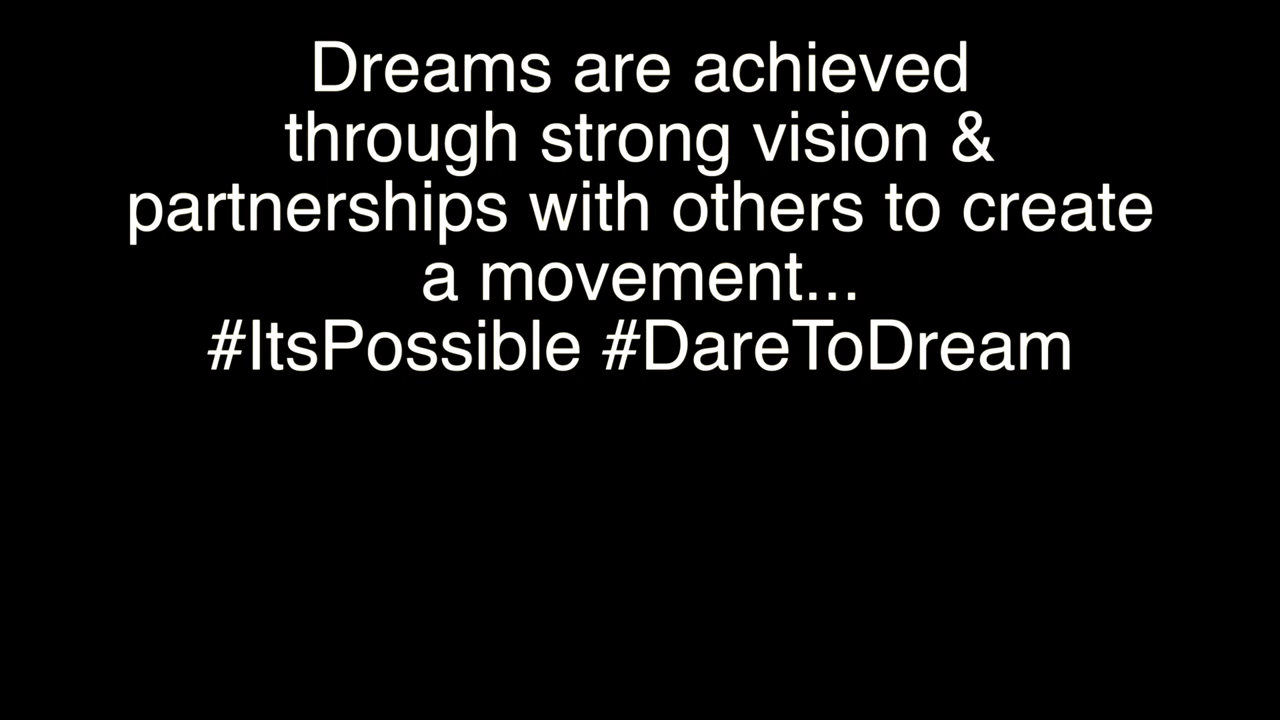 Dreams are achieved
through strong vision &
partnerships with others to create
a movement...
#ItsPossible #DareToDream